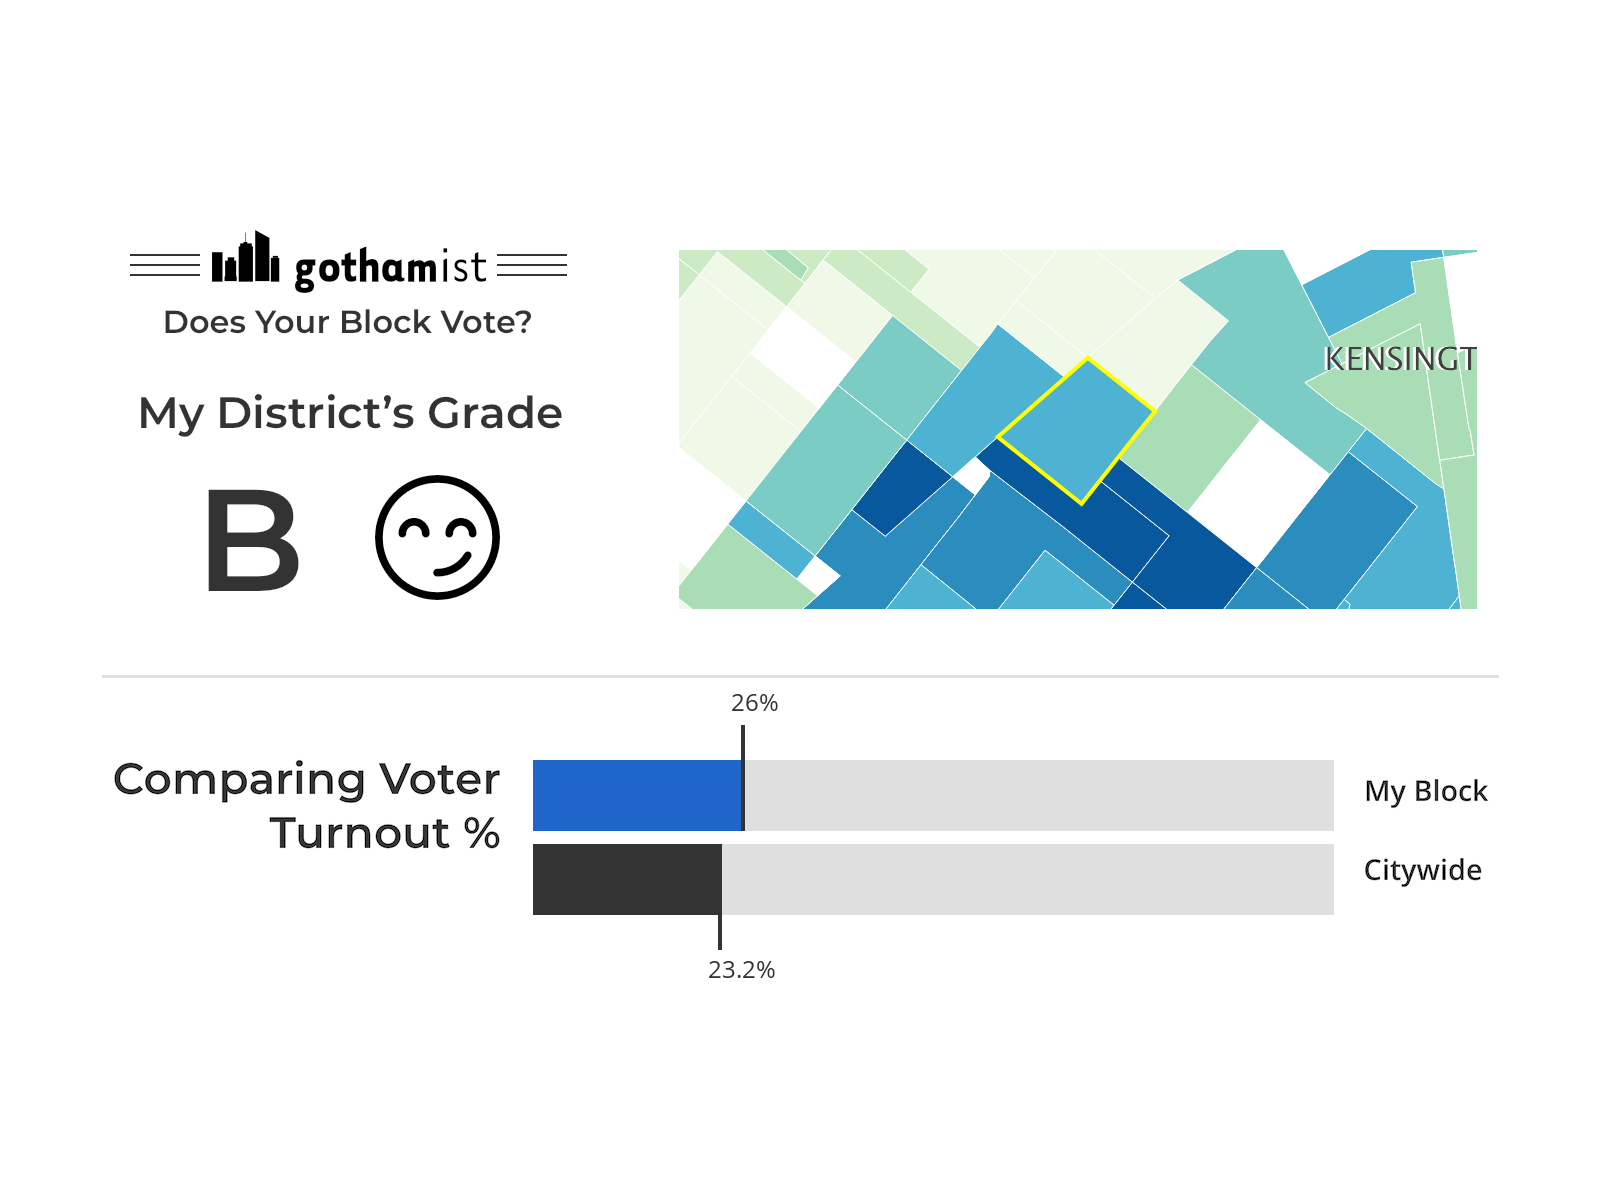 gothamist
Does Your Block Vote?
My District’s Grade
B
KENSINGT
26%
Comparing Voter
Turnout %
My Block
Citywide
23.2%